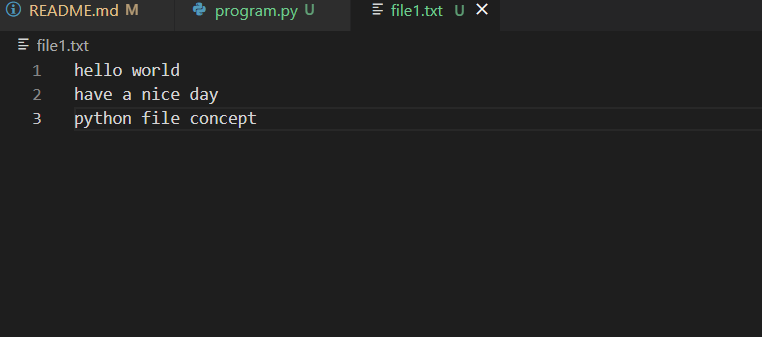 README.md M program.py U file1.txt U
file1.txt
1 hello world
2 have a nice day
3 python file concept